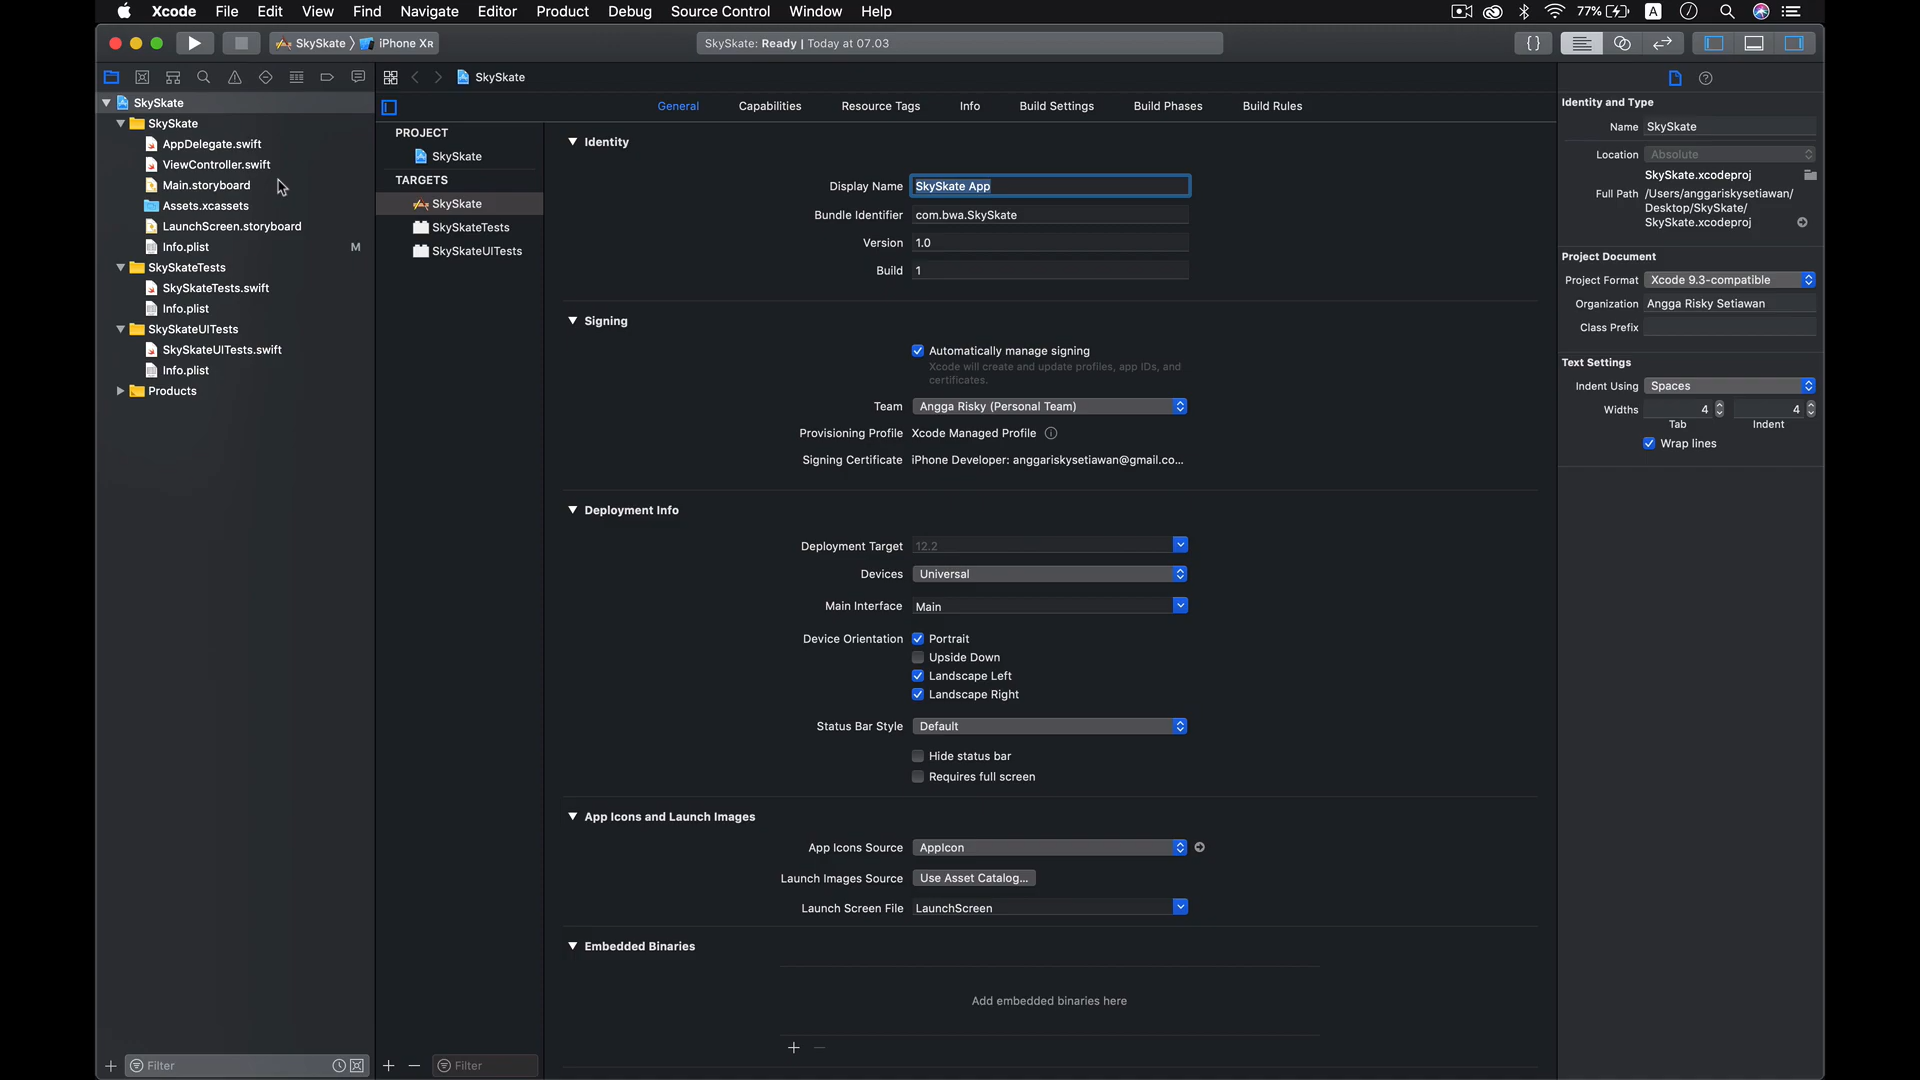 Xcode File Edit View Find Navigate Editor Product Debug Source Control Window Help 77% A
SkySkate iPhone XR SkySkate: Ready | Today at 07.03 { }
SkySkate
SkySkate
SkySkate
AppDelegate.swift
ViewController.swift
Main.storyboard
Assets.xcassets
LaunchScreen.storyboard
Info.plist M
SkySkateTests
SkySkateTests.swift
Info.plist
SkySkateUITests
SkySkateUITests.swift
Info.plist
Products
Filter
General Capabilities Resource Tags Info Build Settings Build Phases Build Rules
PROJECT
SkySkate
TARGETS
SkySkate
SkySkateTests
SkySkateUITests
Filter
Identity
Display Name SkySkate App
Bundle Identifier com.bwa.SkySkate
Version 1.0
Build 1
Signing
Automatically manage signing
Xcode will create and update profiles, app IDs, and
certificates.
Team Angga Risky (Personal Team)
Provisioning Profile Xcode Managed Profile
Signing Certificate iPhone Developer: anggariskysetiawan@gmail.co...
Deployment Info
Deployment Target 12.2
Devices Universal
Main Interface Main
Device Orientation Portrait
Upside Down
Landscape Left
Landscape Right
Status Bar Style Default
Hide status bar
Requires full screen
App Icons and Launch Images
App Icons Source AppIcon
Launch Images Source Use Asset Catalog...
Launch Screen File LaunchScreen
Embedded Binaries
Add embedded binaries here
Identity and Type
Name SkySkate
Location Absolute
SkySkate.xcodeproj
Full Path /Users/anggariskysetiawan/
Desktop/SkySkate/
SkySkate.xcodeproj
Project Document
Project Format Xcode 9.3-compatible
Organization Angga Risky Setiawan
Class Prefix
Text Settings
Indent Using Spaces
Widths 4 4
Tab Indent
Wrap lines